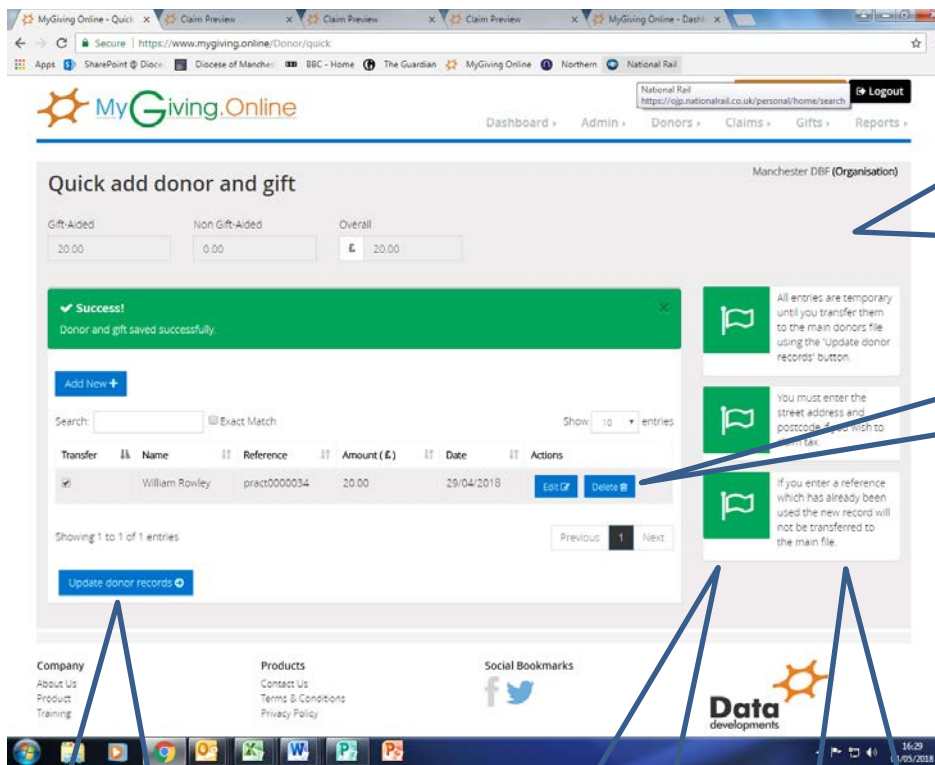 MyGiving Online - Quick
Claim Preview
Claim Preview
Claim Preview
MyGiving Online - Dash
Secure https://www.mygiving.online/Donor/quick
Apps SharePoint @ Dioce Diocese of Manches BBC - Home The Guardian MyGiving Online Northern National Rail
National Rail
https://ojp.nationalrail.co.uk/personal/home/search
Logout
MyGiving.Online
Dashboard Admin Donors Claims Gifts Reports
Manchester DBF (Organisation)
Quick add donor and gift
Gift-Aided Non Gift-Aided Overall
20.00 0.00 £ 20.00
Success!
Donor and gift saved successfully.
Add New
Search: Exact Match Show 10 entries
Transfer Name Reference Amount (£) Date Actions
William Rowley pract0000034 20.00 29/04/2018 Edit Delete
Showing 1 to 1 of 1 entries Previous 1 Next
Update donor records
All entries are temporary
until you transfer them
to the main donors file
using the 'Update donor
records' button.
You must enter the
street address and
postcode if you wish to
claim tax.
If you enter a reference
which has already been
used the new record will
not be transferred to
the main file.
Company Products Social Bookmarks
About Us Contact Us
Product Terms & Conditions
Training Privacy Policy
Data
developments
16:29
/05/2018